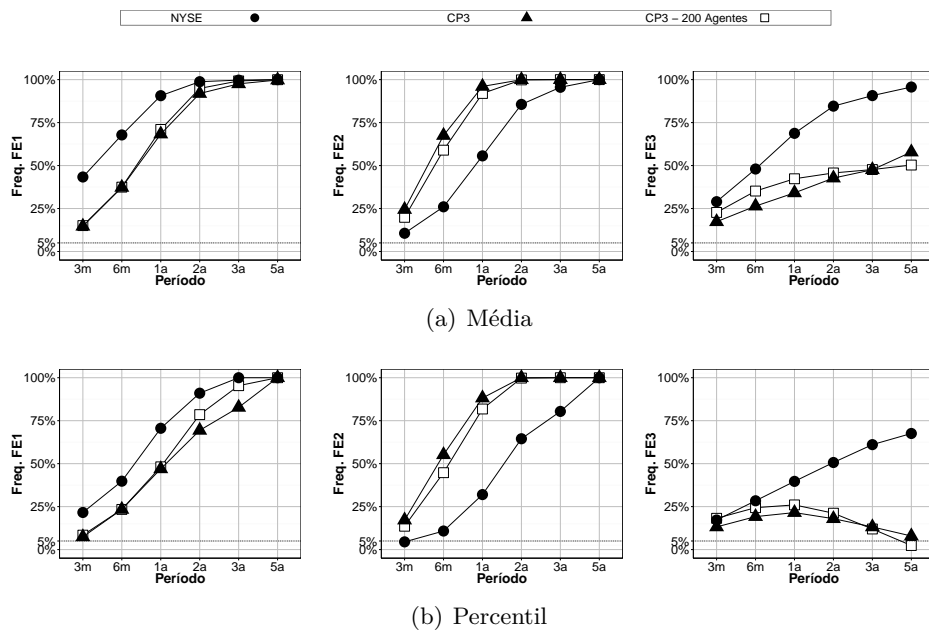 NYSE CP3 CP3 − 200 Agentes
Freq. FE1
100%
75%
50%
25%
5%
0%
3m 6m 1a 2a 3a 5a
Período
Freq. FE2
100%
75%
50%
25%
5%
0%
3m 6m 1a 2a 3a 5a
Período
Freq. FE3
100%
75%
50%
25%
5%
0%
3m 6m 1a 2a 3a 5a
Período
(a) Média
Freq. FE1
100%
75%
50%
25%
5%
0%
3m 6m 1a 2a 3a 5a
Período
Freq. FE2
100%
75%
50%
25%
5%
0%
3m 6m 1a 2a 3a 5a
Período
Freq. FE3
100%
75%
50%
25%
5%
0%
3m 6m 1a 2a 3a 5a
Período
(b) Percentil